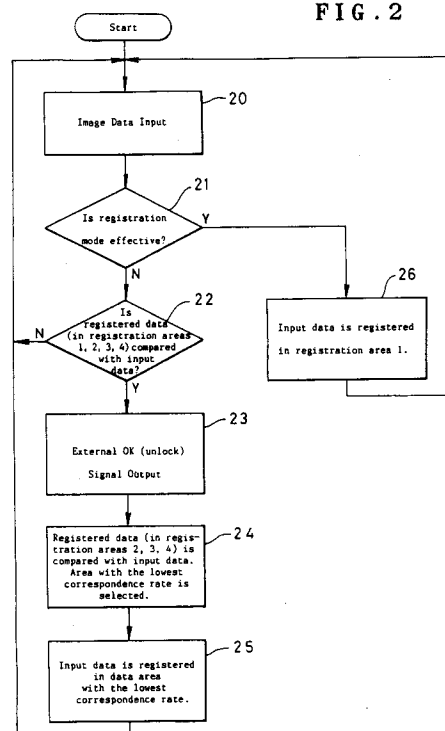 FIG.2
Start
20
Image Data Input
21
Is registration
mode effective?
Y
N
22
Is
registered data
(in registration areas
1, 2, 3, 4) compared
with input
data?
N
Y
26
Input data is registered
in registration area 1.
23
External OK (unlock)
Signal Output
24
Registered data (in regis-
tration areas 2, 3, 4) is
compared with input data.
Area with the lowest
correspondence rate is
selected.
25
Input data is registered
in data area
with the lowest
correspondence rate.